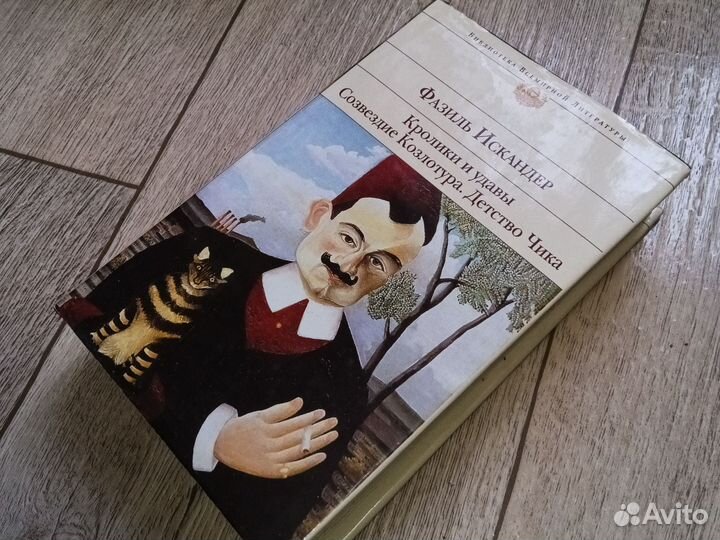 Библиотека Всемирной Литературы
Фазиль Искандер
Кролики и удавы
Созвездие Козлотура. Детство Чика
Avito